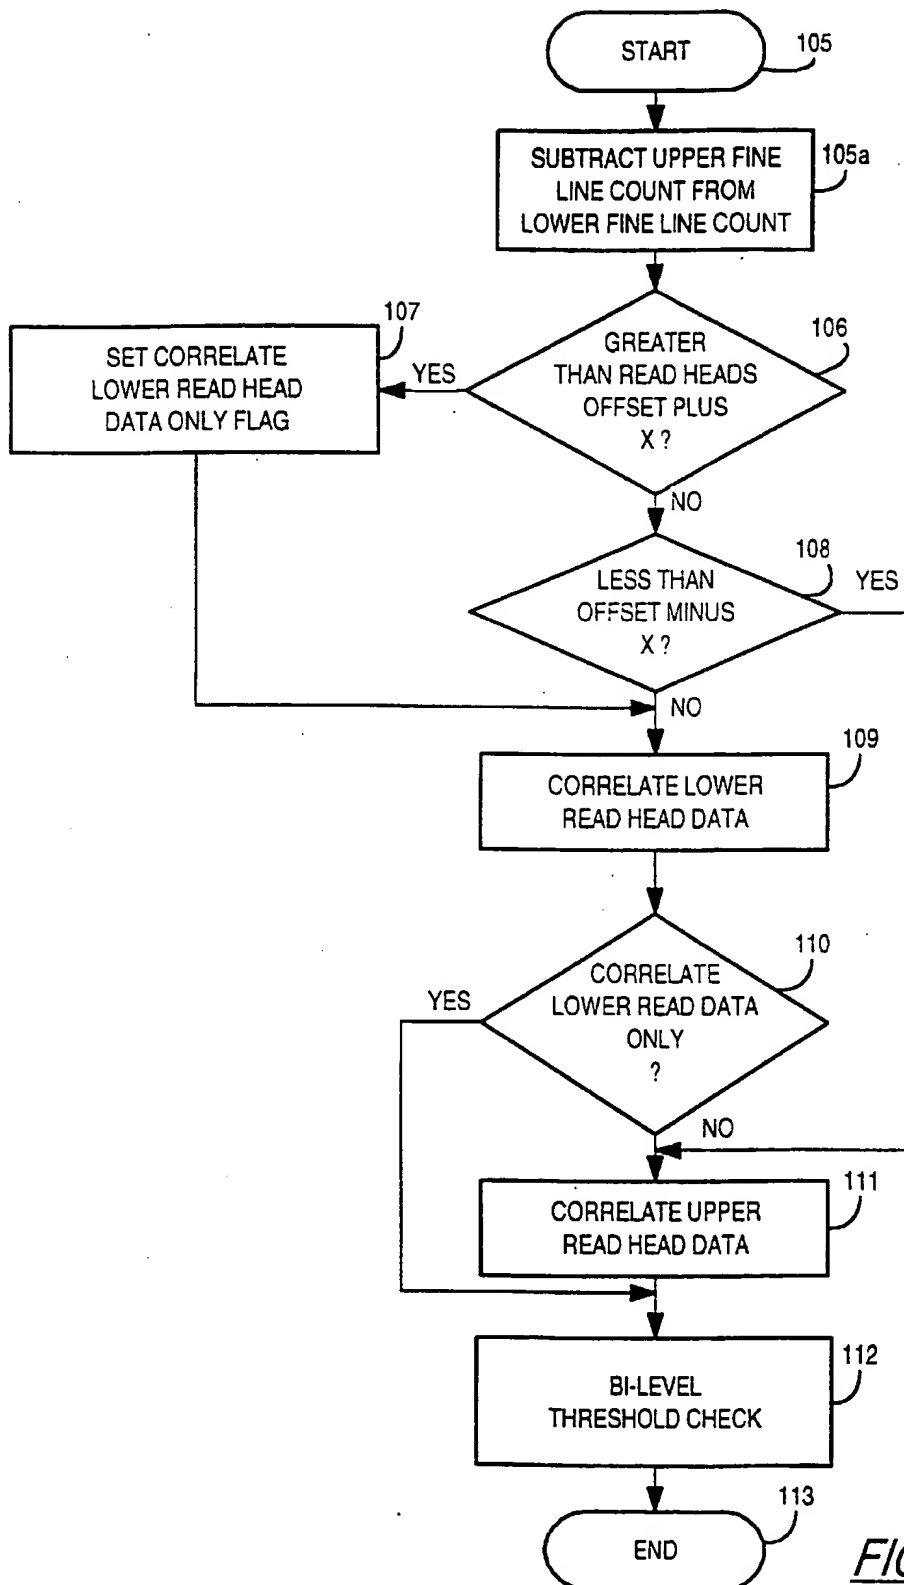 START
105
SUBTRACT UPPER FINE
LINE COUNT FROM
LOWER FINE LINE COUNT
105a
GREATER
THAN READ HEADS
OFFSET PLUS
X ?
106
YES
107
SET CORRELATE
LOWER READ HEAD
DATA ONLY FLAG
NO
LESS THAN
OFFSET MINUS
X ?
108
YES
NO
109
CORRELATE LOWER
READ HEAD DATA
110
CORRELATE
LOWER READ DATA
ONLY
?
YES
NO
111
CORRELATE UPPER
READ HEAD DATA
112
BI-LEVEL
THRESHOLD CHECK
113
END